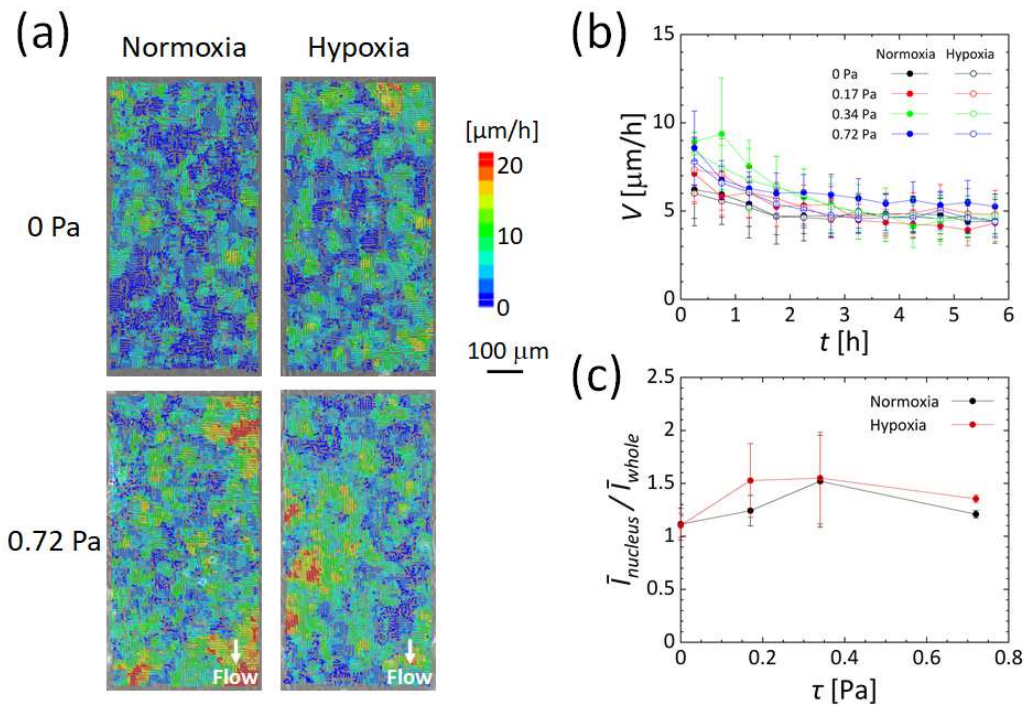 (a)
Normoxia
Hypoxia
0 Pa
0.72 Pa
[μm/h]
20
10
0
100 μm
Flow
Flow
(b)
15
10
5
0
V [μm/h]
Normoxia Hypoxia
0 Pa
0.17 Pa
0.34 Pa
0.72 Pa
0 1 2 3 4 5 6
t [h]
(c)
2.5
2
1.5
1
0.5
0
Ī nucleus / Ī whole
Normoxia
Hypoxia
0 0.2 0.4 0.6 0.8
τ [Pa]